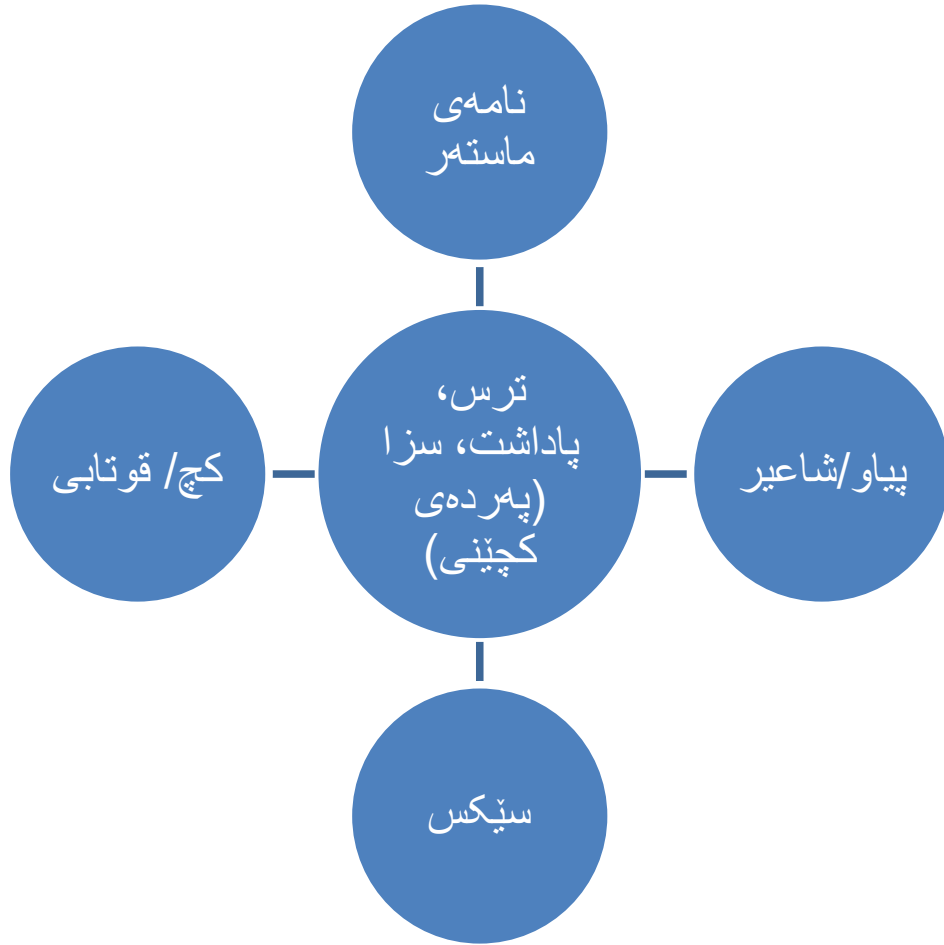 نامەی
ماستەر
ترس،
پاداشت، سزا
(پەردەی
کچێنی)
پیاو/شاعیر
کچ/ قوتابی
سێکس